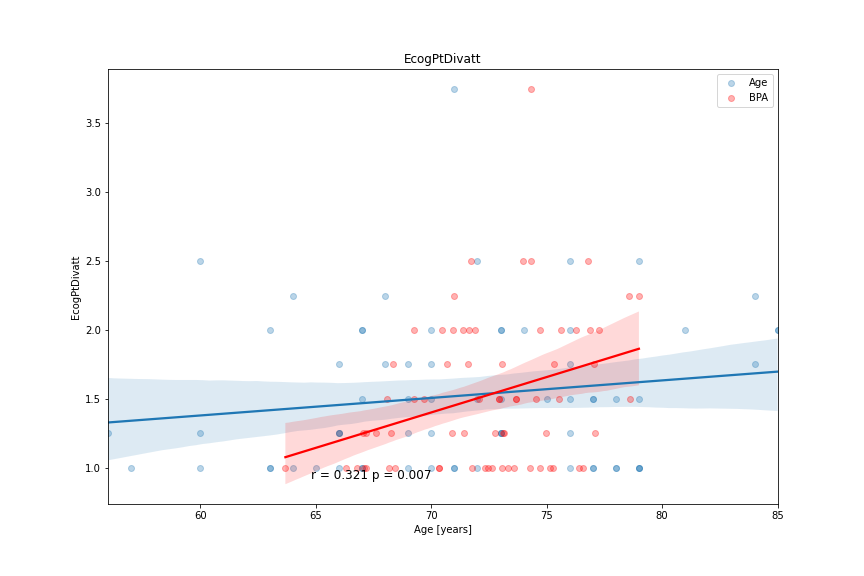 EcogPtDivatt
Age
BPA
3.5
3.0
2.5
2.0
1.5
1.0
EcogPtDivatt
r = 0.321 p = 0.007
60
65
70
75
80
85
Age [years]